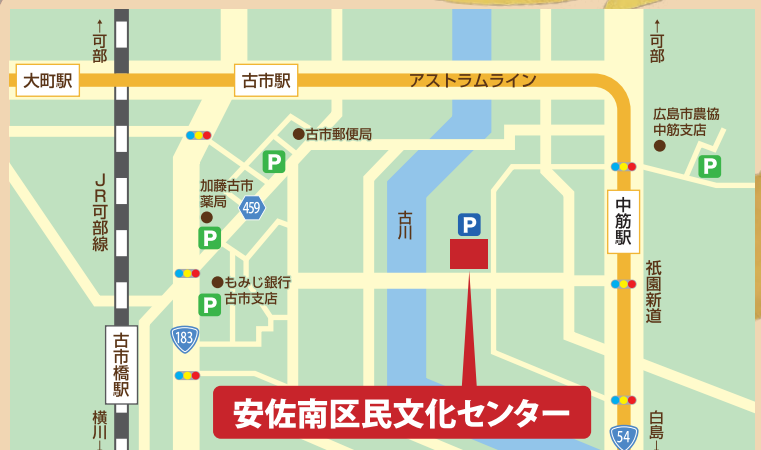 ↑可部
↑可部
大町駅
古市駅
アストラムライン
広島市農協
中筋支店
古市郵便局
P
P
JR可部線
加藤古市
薬局
459
P
古川
P
中筋駅
もみじ銀行
古市支店
P
祇園新道
183
古市橋駅
安佐南区民文化センター
横川↓
白島↓
54